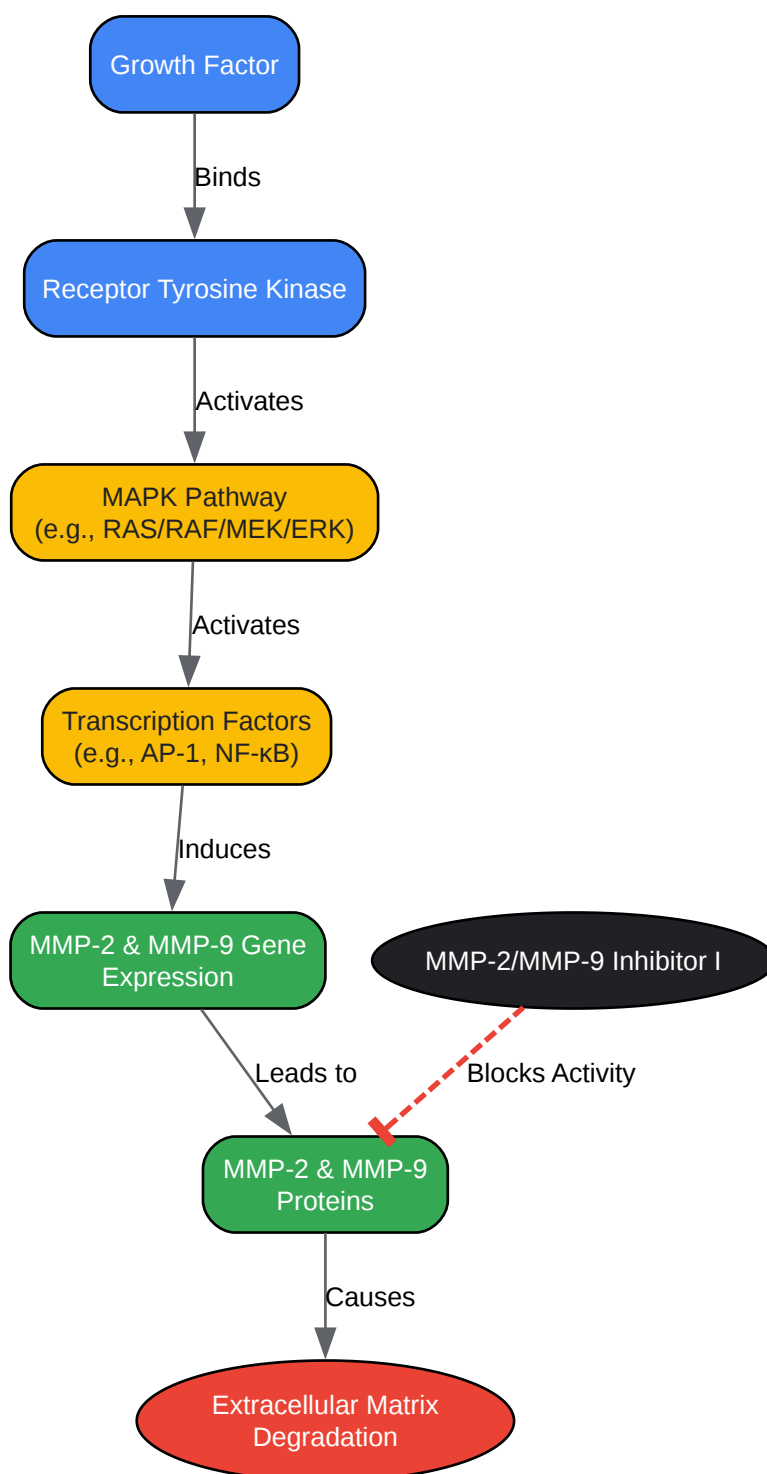 Growth Factor
Binds
Receptor Tyrosine Kinase
Activates
MAPK Pathway
(e.g., RAS/RAF/MEK/ERK)
Activates
Transcription Factors
(e.g., AP-1, NF-κB)
Induces
MMP-2 & MMP-9 Gene
Expression
MMP-2/MMP-9 Inhibitor I
Leads to
Blocks Activity
MMP-2 & MMP-9
Proteins
Causes
Extracellular Matrix
Degradation